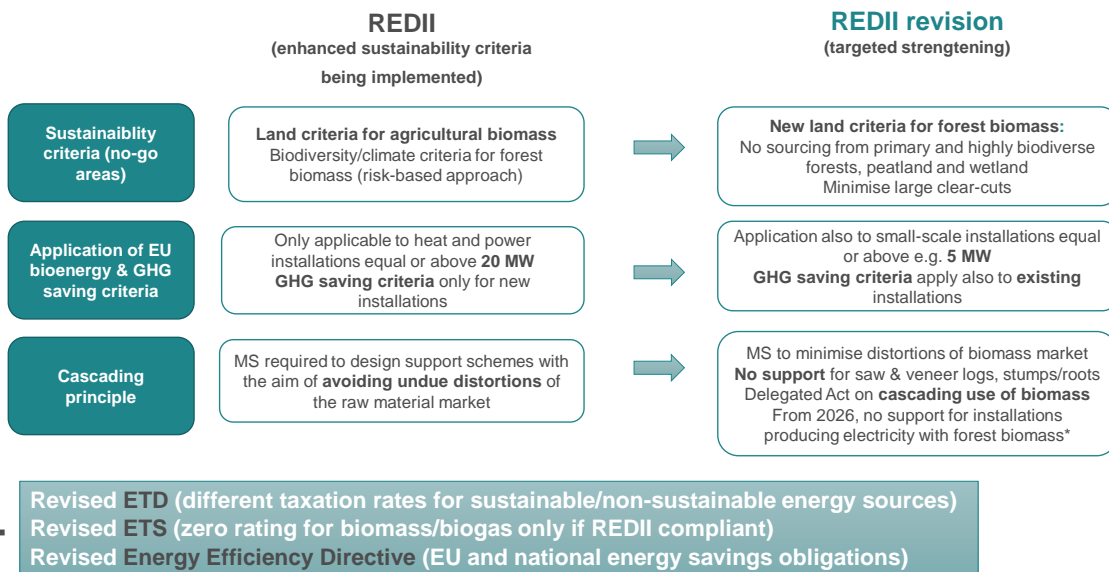 REDII
(enhanced sustainability criteria
being implemented)
REDII revision
(targeted strengtening)
Sustainaiblity
criteria (no-go
areas)
Land criteria for agricultural biomass
Biodiversity/climate criteria for forest
biomass (risk-based approach)
New land criteria for forest biomass:
No sourcing from primary and highly biodiverse
forests, peatland and wetland
Minimise large clear-cuts
Application of EU
bioenergy & GHG
saving criteria
Only applicable to heat and power
installations equal or above 20 MW
GHG saving criteria only for new
installations
Application also to small-scale installations equal
or above e.g. 5 MW
GHG saving criteria apply also to existing
installations
Cascading
principle
MS required to design support schemes with
the aim of avoiding undue distortions of
the raw material market
MS to minimise distortions of biomass market
No support for saw & veneer logs, stumps/roots
Delegated Act on cascading use of biomass
From 2026, no support for installations
producing electricity with forest biomass*
Revised ETD (different taxation rates for sustainable/non-sustainable energy sources)
Revised ETS (zero rating for biomass/biogas only if REDII compliant)
Revised Energy Efficiency Directive (EU and national energy savings obligations)